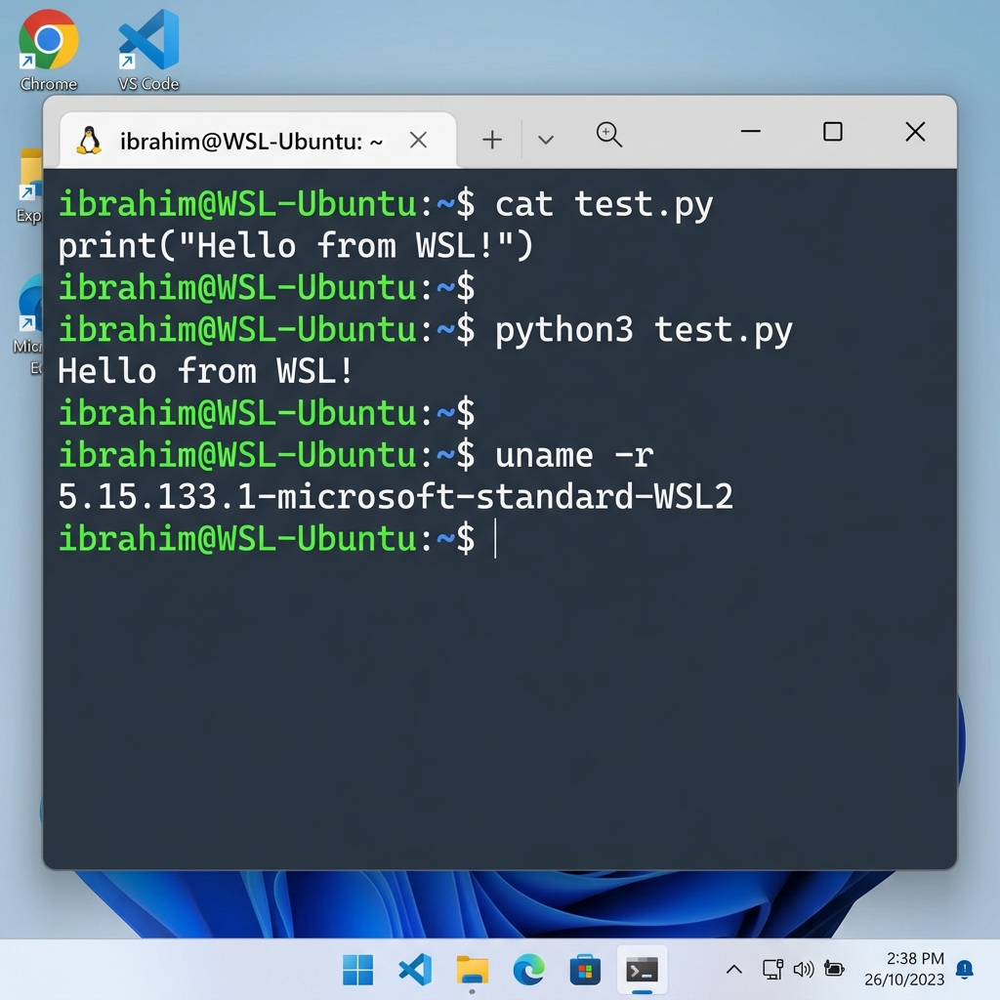 Chrome
VS Code
Exp
Micr
Ed
ibrahim@WSL-Ubuntu: ~
ibrahim@WSL-Ubuntu:~$ cat test.py
print("Hello from WSL!")
ibrahim@WSL-Ubuntu:~$
ibrahim@WSL-Ubuntu:~$ python3 test.py
Hello from WSL!
ibrahim@WSL-Ubuntu:~$
ibrahim@WSL-Ubuntu:~$ uname -r
5.15.133.1-microsoft-standard-WSL2
ibrahim@WSL-Ubuntu:~$
2:38 PM
26/10/2023